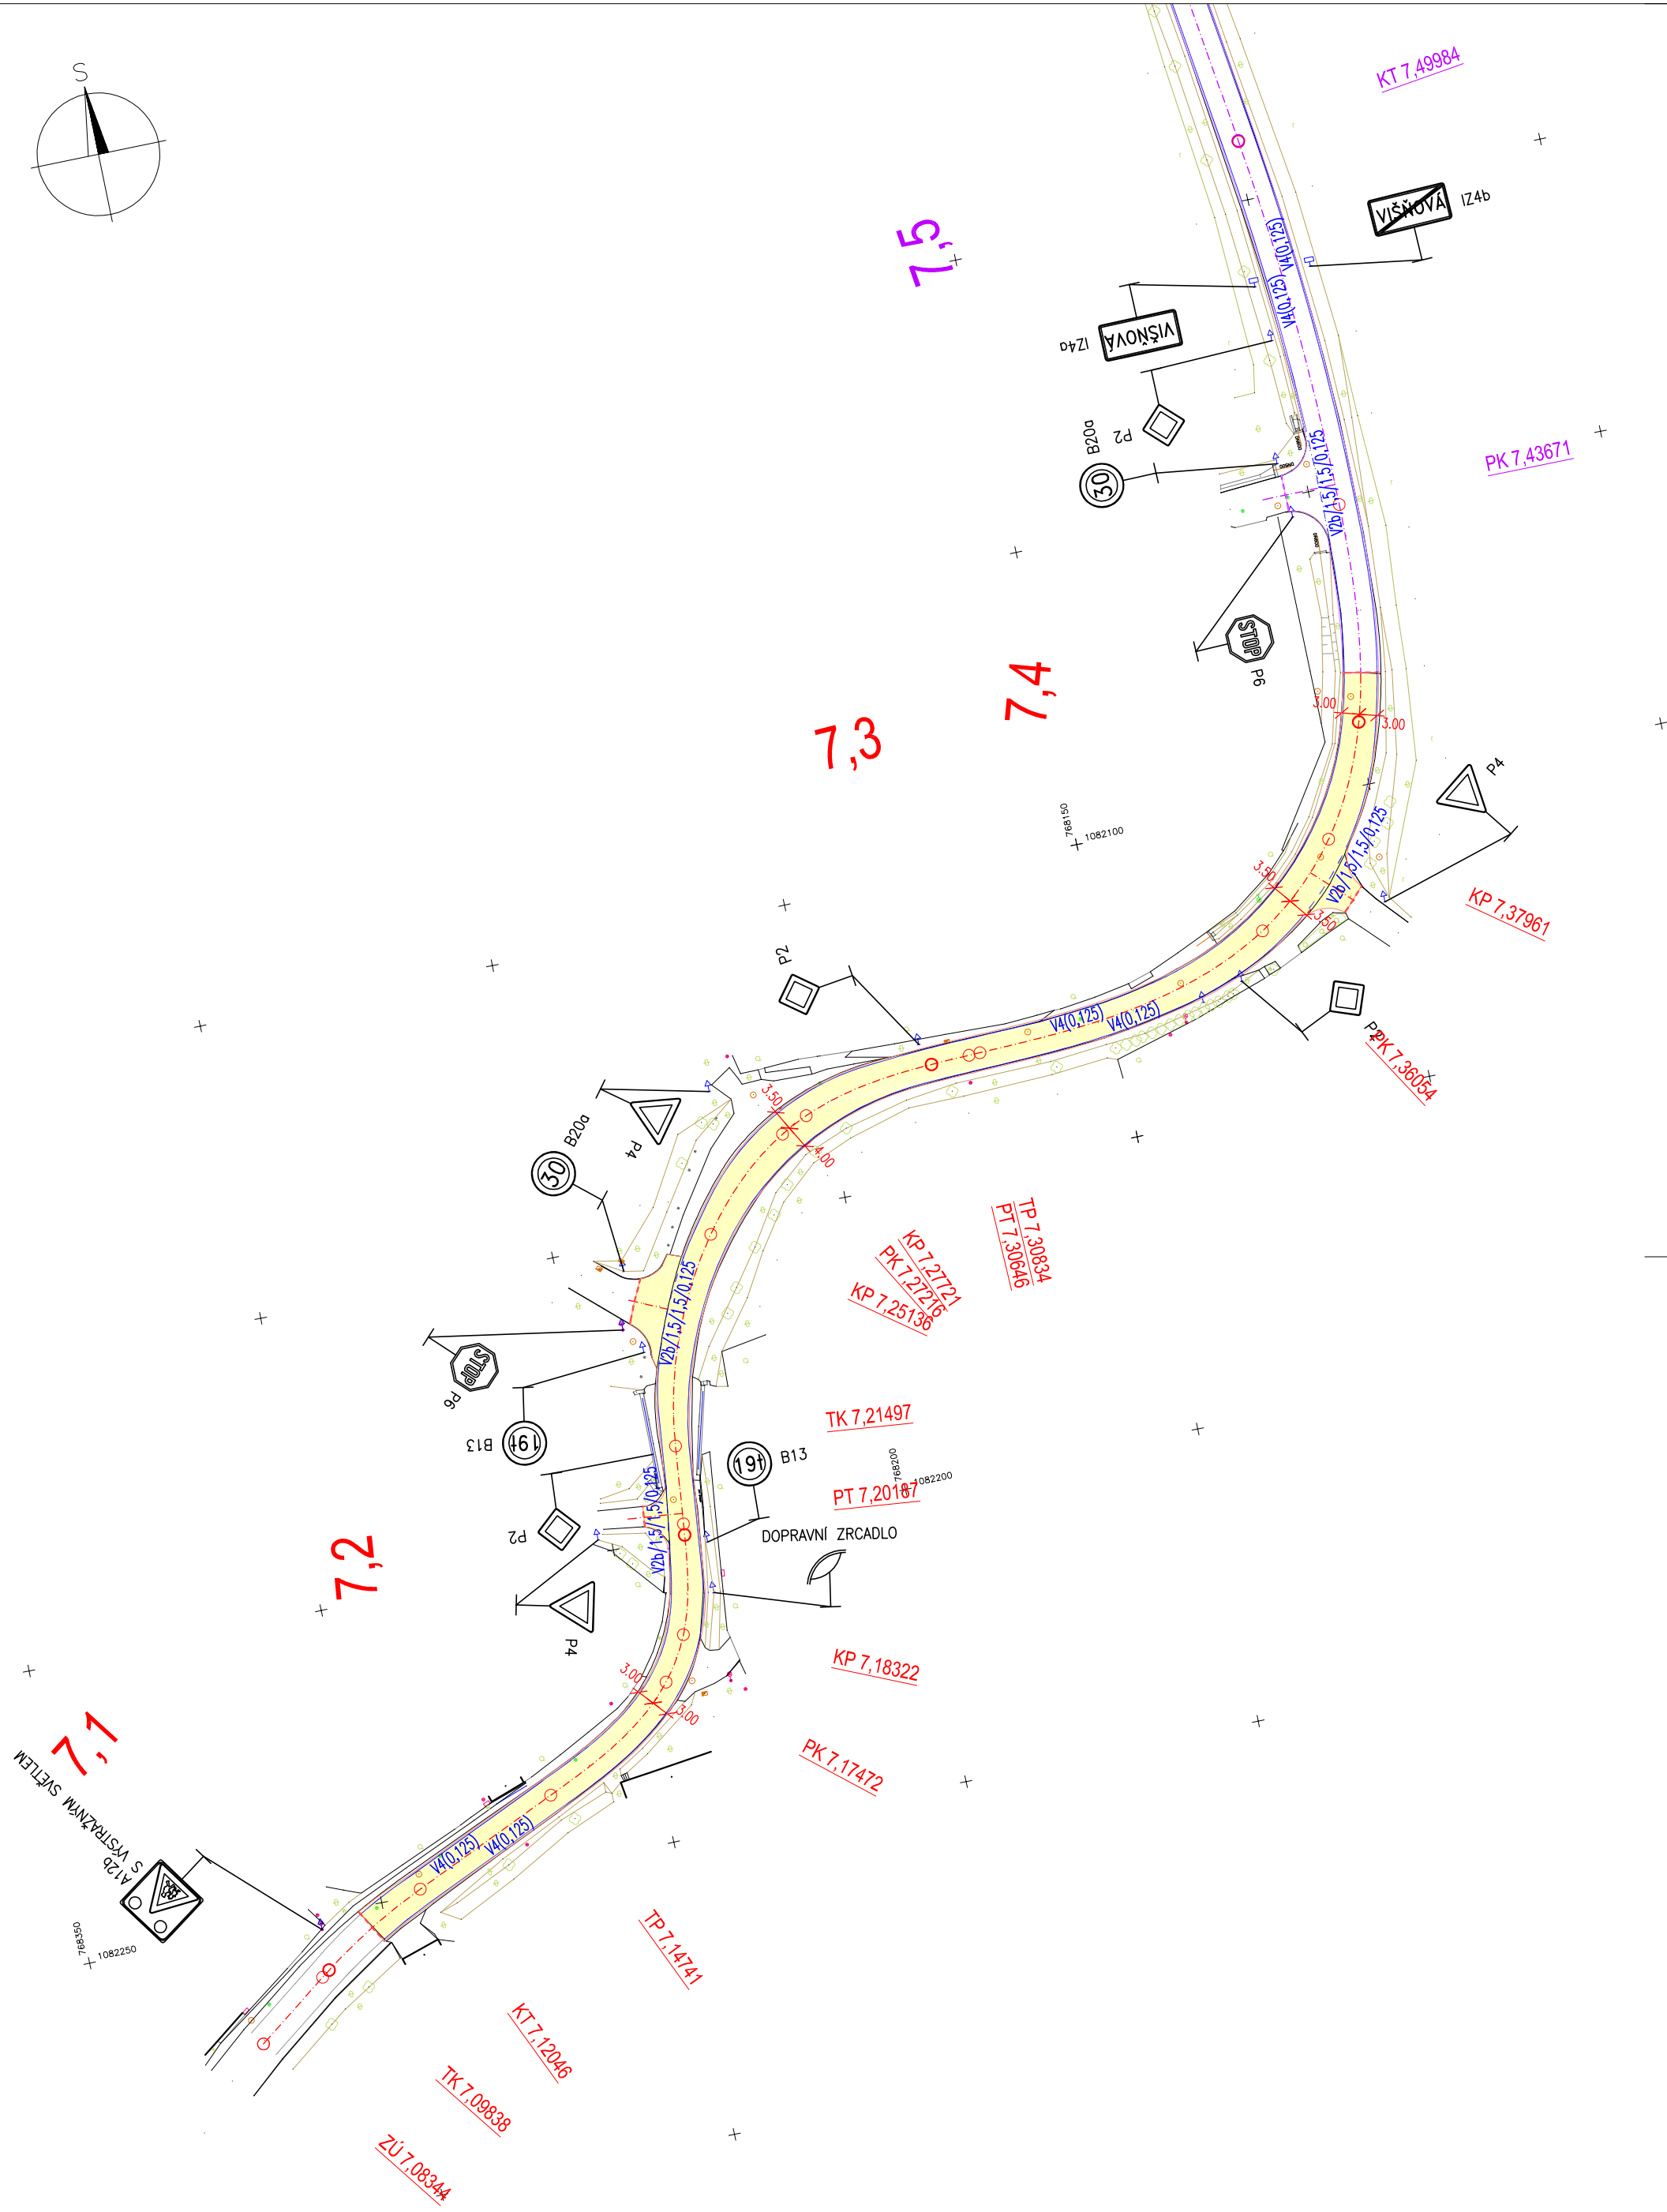 S
KT 7,49984
VIŠŇOVÁ
IZ4b
7,5
V4(0,125)
V4(0,125)
IZ4a
VIŠŇOVÁ
P2
B20a
30
V2b/1,5/1,5/0,125
PK 7,43671
STOP
P6
7,4
7,3
3.00
3.00
P4
768150
1082100
V2b/1,5/1,5/0,125
3.50
3.50
KP 7,37961
P2
P2
PK 7,36054
V4(0,125)
V4(0,125)
3.50
4.00
P4
B20a
30
TP 7,30834
PT 7,30646
KP 7,27721
PK 7,27216
KP 7,25136
V2b/1,5/1,5/0,125
STOP
P6
TK 7,21497
B13
19t
19t
B13
768200
1082200
PT 7,20187
V2b/1,5/1,5/0,125
P2
DOPRAVNÍ ZRCADLO
7,2
P4
KP 7,18322
3.00
3.00
PK 7,17472
7,1
A12b
S VÝSTRAŽNÝM SVĚTLEM
V4(0,125)
V4(0,125)
768350
1082250
TP 7,14741
KT 7,12046
TK 7,09838
ZÚ 7,08344